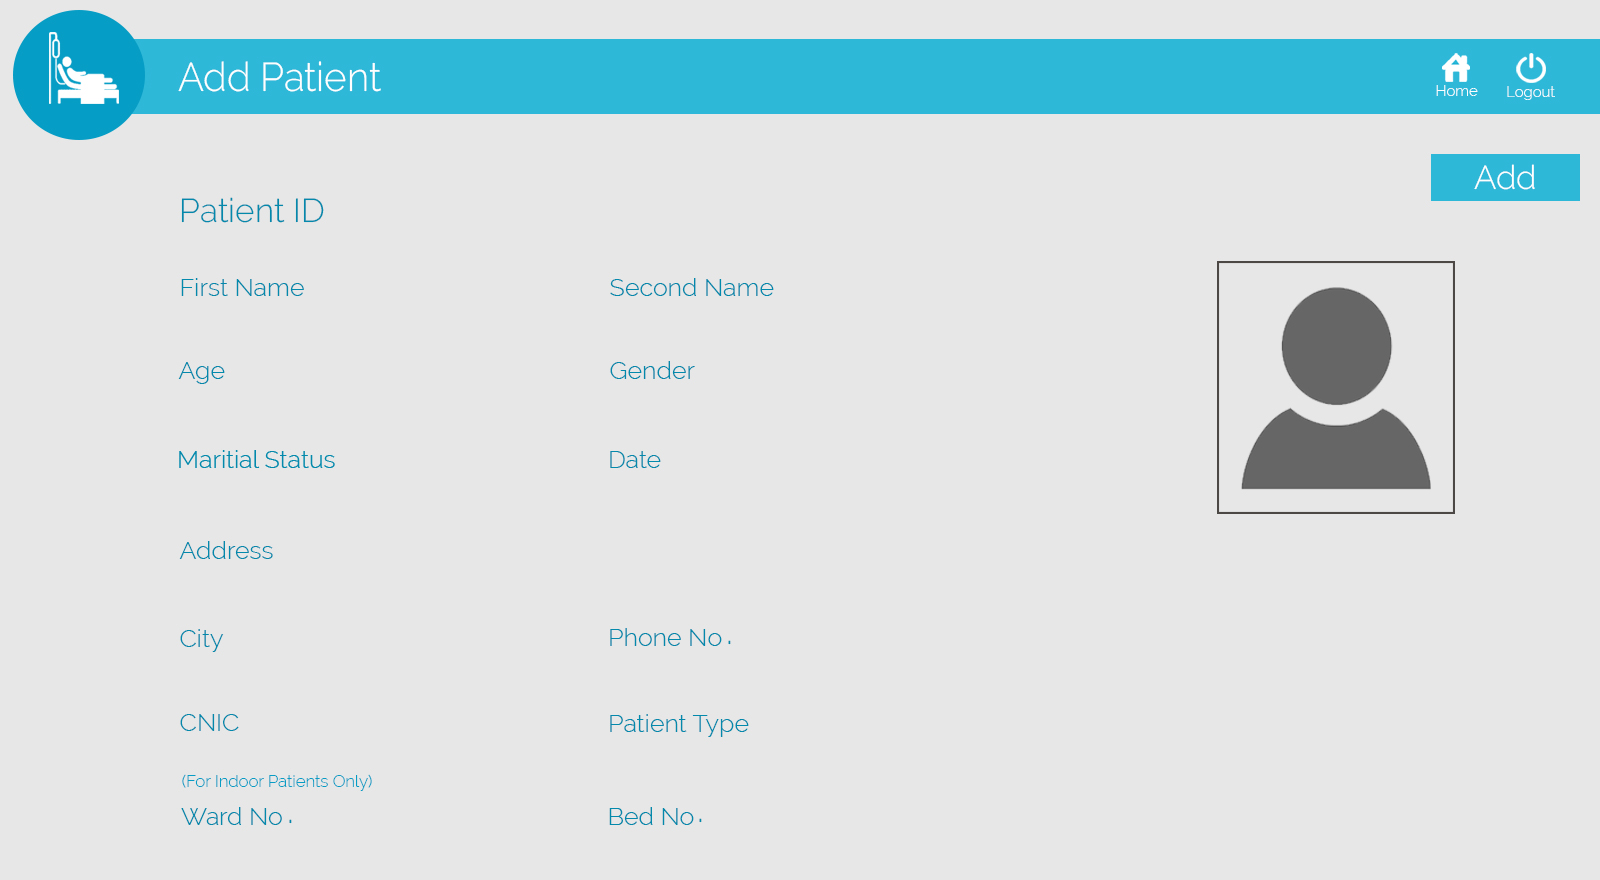 Add Patient
Home
Logout
Add
Patient ID
First Name
Second Name
Age
Gender
Maritial Status
Date
Address
City
Phone No.
CNIC
Patient Type
(For Indoor Patients Only)
Ward No.
Bed No.